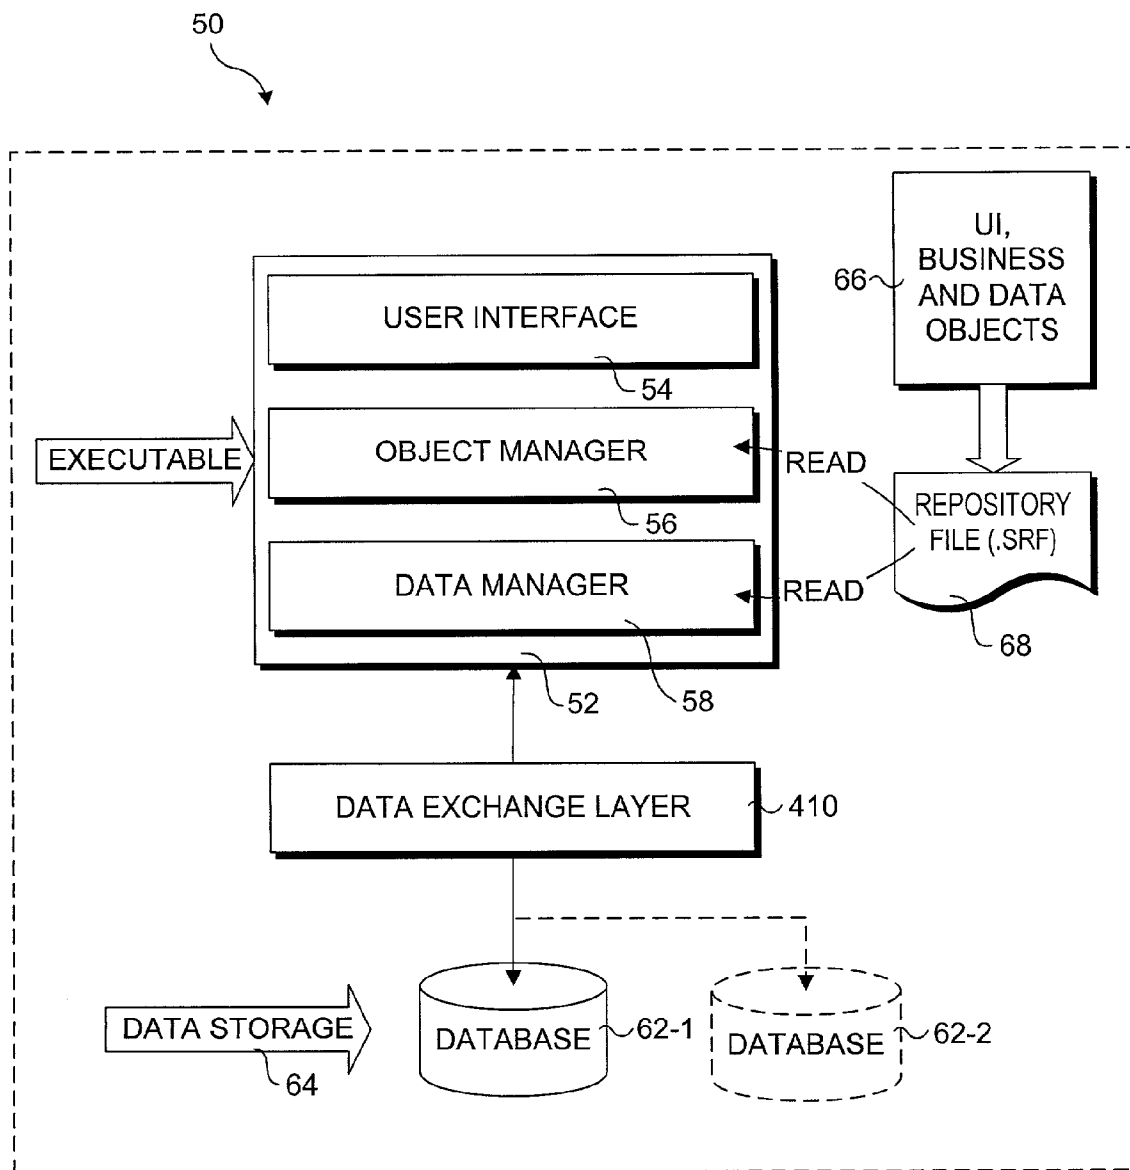 50
UI,
BUSINESS
AND DATA
OBJECTS
66
USER INTERFACE
54
EXECUTABLE
OBJECT MANAGER
56
READ
REPOSITORY
FILE (.SRF)
DATA MANAGER
READ
68
52
58
DATA EXCHANGE LAYER
410
DATA STORAGE
64
DATABASE
62-1
DATABASE
62-2